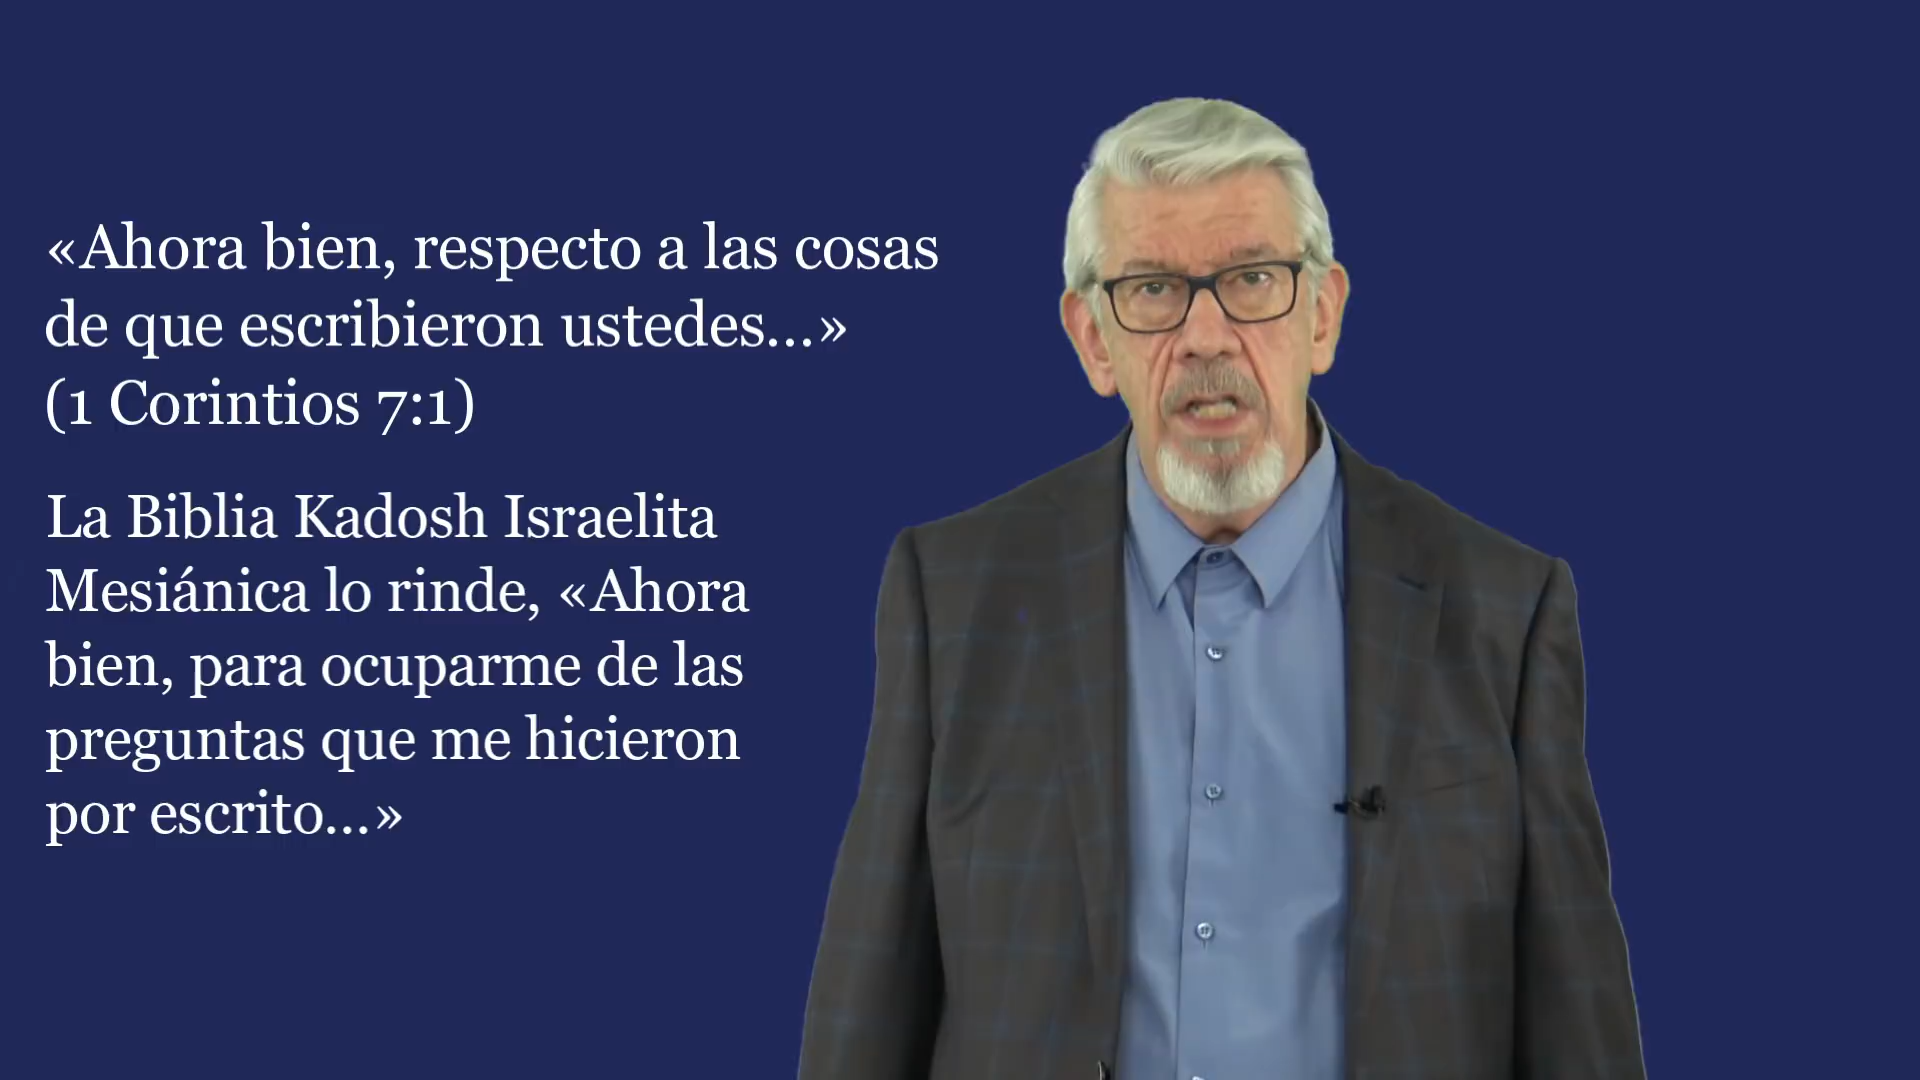 «Ahora bien, respecto a las cosas
de que escribieron ustedes...»
(1 Corintios 7:1)
La Biblia Kadosh Israelita
Mesiánica lo rinde, «Ahora
bien, para ocuparme de las
preguntas que me hicieron
por escrito...»